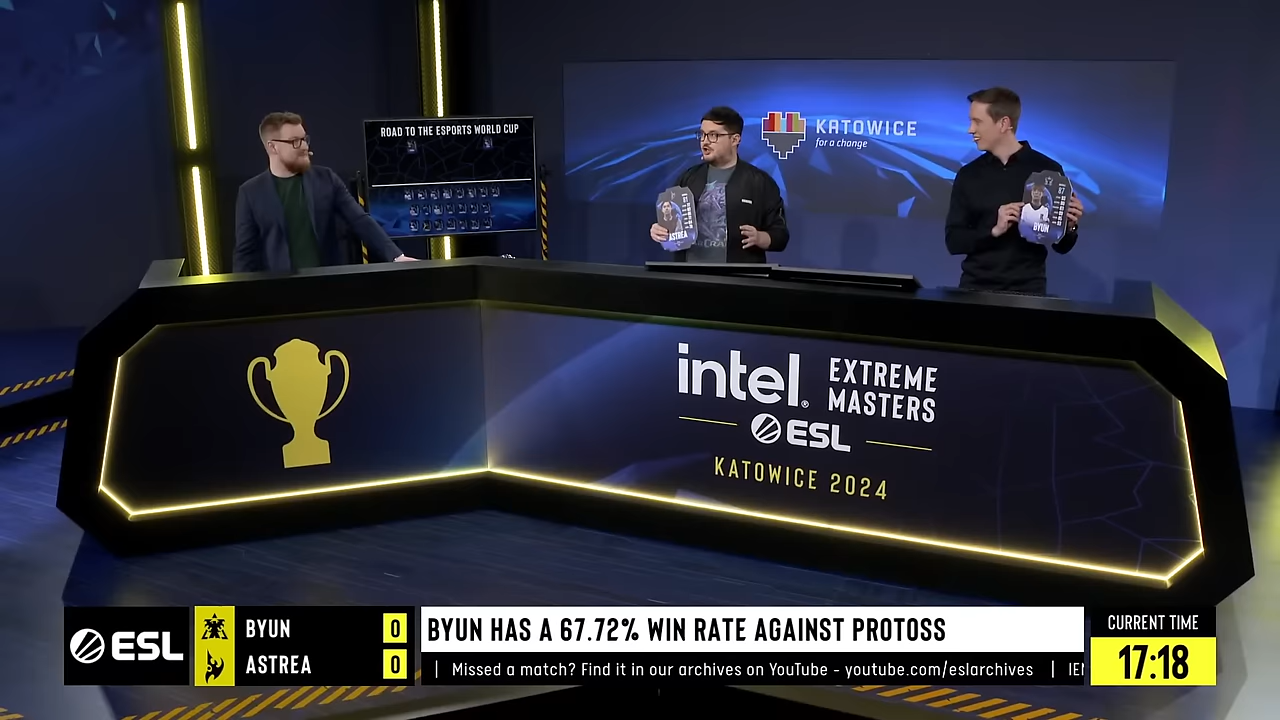 ROAD TO THE ESPORTS WORLD CUP
KATOWICE
for a change
ASTREA
BYUN
intel.
EXTREME
MASTERS
ESL
KATOWICE 2024
ESL
BYUN 0
ASTREA 0
BYUN HAS A 67.72% WIN RATE AGAINST PROTOSS
| Missed a match? Find it in our archives on YouTube - youtube.com/eslarchives |
CURRENT TIME
17:18